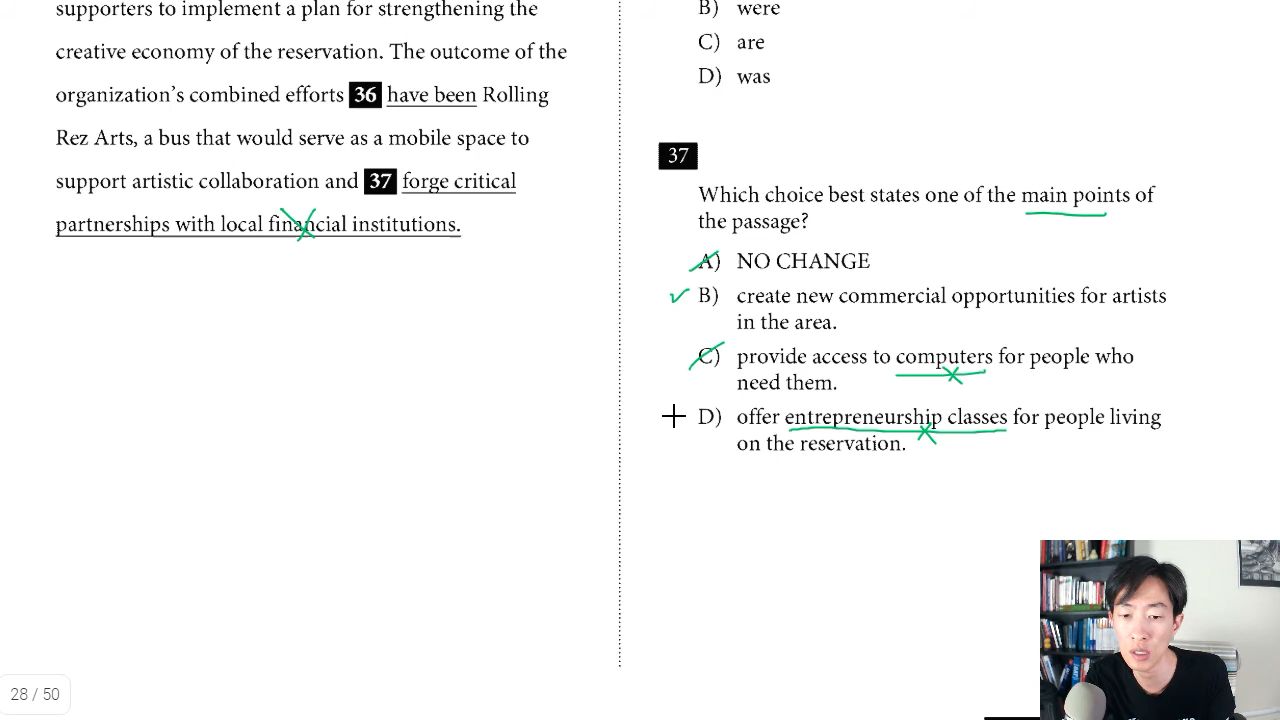 supporters to implement a plan for strengthening the
creative economy of the reservation. The outcome of the
organization's combined efforts 36 have been Rolling
Rez Arts, a bus that would serve as a mobile space to
support artistic collaboration and 37 forge critical
partnerships with local financial institutions.
B) were
C) are
D) was
37
Which choice best states one of the main points of
the passage?
A) NO CHANGE
B) create new commercial opportunities for artists
in the area.
C) provide access to computers for people who
need them.
D) offer entrepreneurship classes for people living
on the reservation.
28 / 50